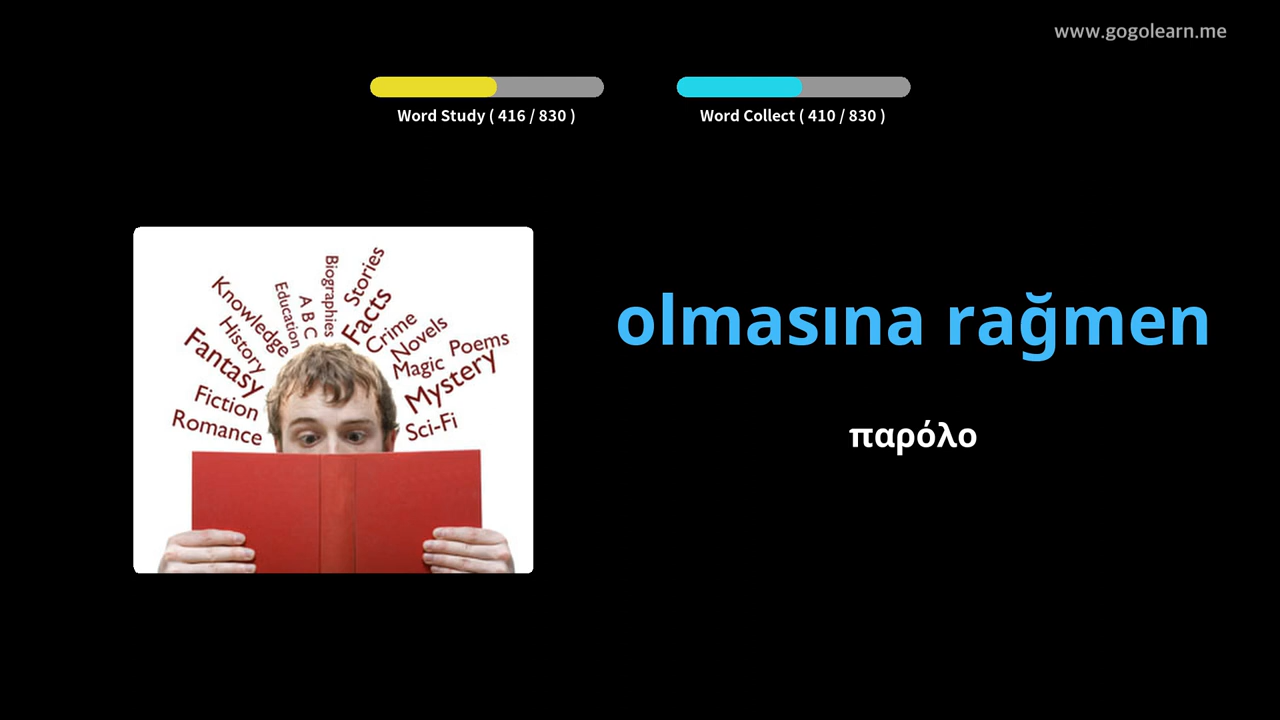 www.gogolearn.me
Word Study ( 416 / 830 )
Word Collect ( 410 / 830 )
Biographies
Stories
Education
A B C
Facts
Knowledge
Crime
History
Novels
Fantasy
Magic
Poems
Mystery
Fiction
Romance
Sci-Fi
olmasına rağmen
παρόλο